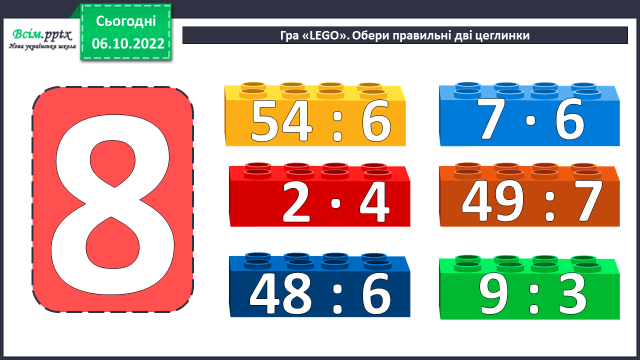 Всім.pptx
Нова українська школа
Сьогодні
06.10.2022
Гра «LEGO». Обери правильні дві цеглинки
8
54 : 6
7 · 6
2 · 4
49 : 7
48 : 6
9 : 3